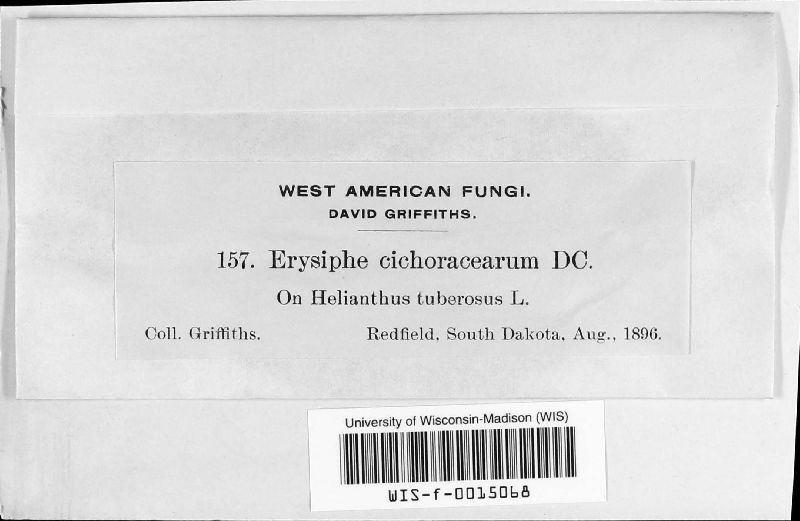 WEST AMERICAN FUNGI.
DAVID GRIFFITHS.
157. Erysiphe cichoracearum DC.
On Helianthus tuberosus L.
Coll. Griffiths. Redfield, South Dakota, Aug., 1896.
University of Wisconsin-Madison (WIS)
WIS-f-0015068